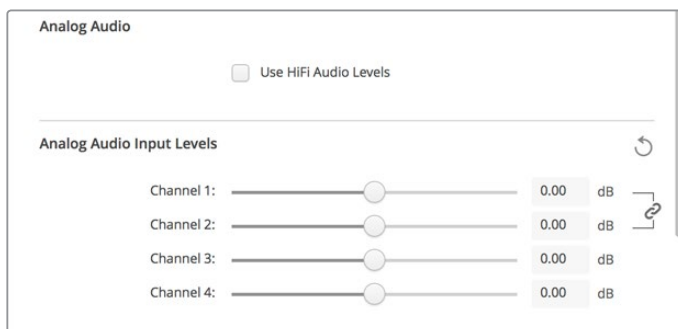 Analog Audio
Use HiFi Audio Levels
Analog Audio Input Levels
Channel 1: 0.00 dB
Channel 2: 0.00 dB
Channel 3: 0.00 dB
Channel 4: 0.00 dB